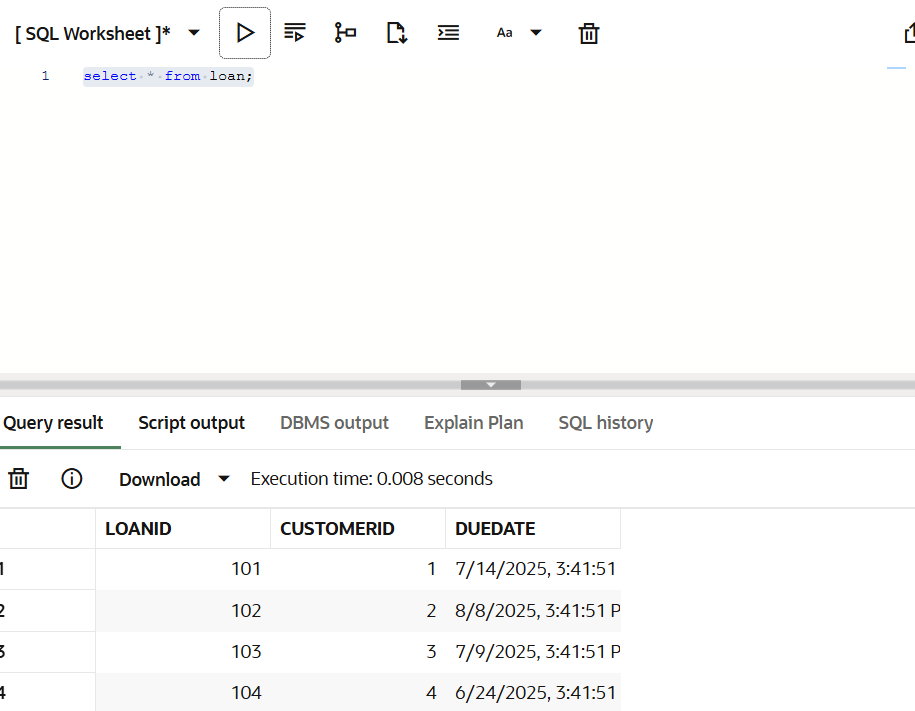 [ SQL Worksheet ]* Aa
1 select * from loan;
Query result Script output DBMS output Explain Plan SQL history
Download Execution time: 0.008 seconds
LOANID CUSTOMERID DUEDATE
1 101 1 7/14/2025, 3:41:51
2 102 2 8/8/2025, 3:41:51 P
3 103 3 7/9/2025, 3:41:51 P
4 104 4 6/24/2025, 3:41:51